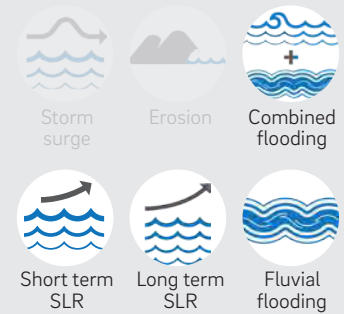 Storm
surge
Erosion
Combined
flooding
Short term
SLR
Long term
SLR
Fluvial
flooding